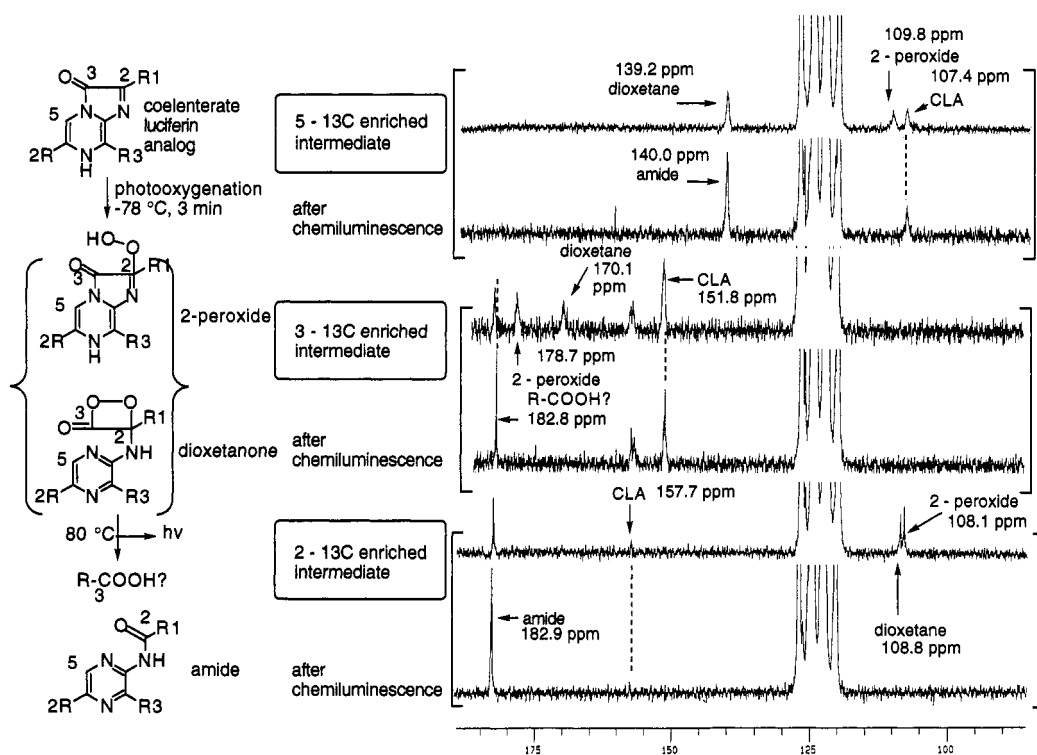 O 3 2 R1
5 N N
2R N R3
H
coelenterate
luciferin
analog
photooxygenation
-78 °C, 3 min
HO O
O 3 2 R1
5 N N
2R N R3
H
2-peroxide
O O
3 R1
O= 2
NH
5 N
2R N R3
dioxetanone
80 °C hν
R-COOH?
3
2
O R1
5 N NH
2R N R3
amide
5 - 13C enriched
intermediate
after
chemiluminescence
139.2 ppm
dioxetane
109.8 ppm
2 - peroxide
107.4 ppm
CLA
140.0 ppm
amide
3 - 13C enriched
intermediate
after
chemiluminescence
dioxetane
170.1
ppm
CLA
151.8 ppm
178.7 ppm
2 - peroxide
R-COOH?
182.8 ppm
2 - 13C enriched
intermediate
after
chemiluminescence
CLA 157.7 ppm
2 - peroxide
108.1 ppm
amide
182.9 ppm
dioxetane
108.8 ppm
175 150 125 100